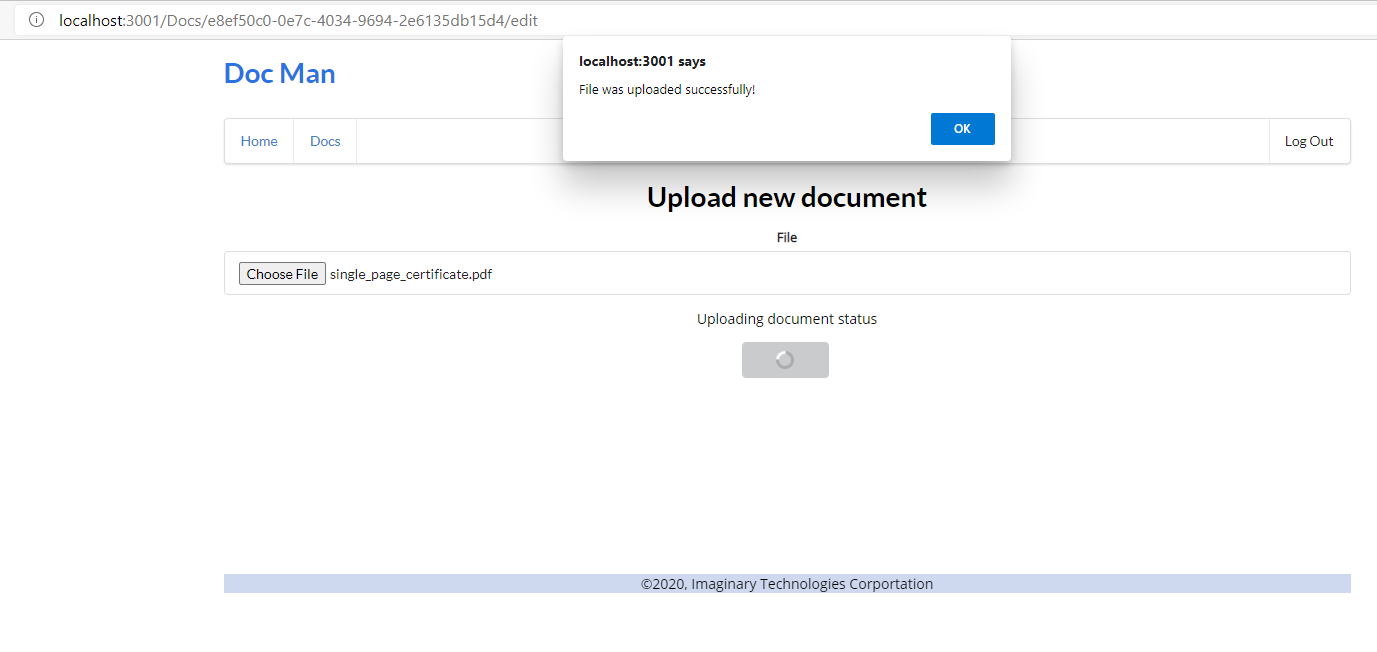 localhost:3001/Docs/e8ef50c0-0e7c-4034-9694-2e6135db15d4/edit
localhost:3001 says
File was uploaded successfully!
OK
Doc Man
Home Docs Log Out
Upload new document
File
Choose File single_page_certificate.pdf
Uploading document status
©2020, Imaginary Technologies Corportation